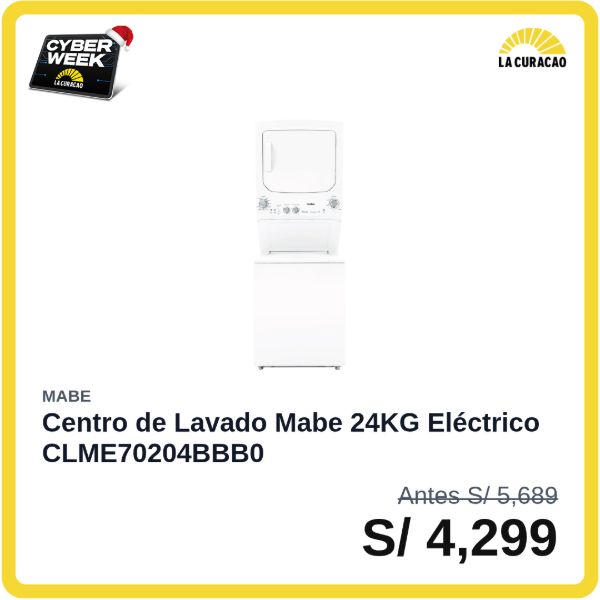 CYBER
WEEK
LA CURACAO
LA CURACAO
MABE
Centro de Lavado Mabe 24KG Eléctrico
CLME70204BBB0
Antes S/ 5,689
S/ 4,299